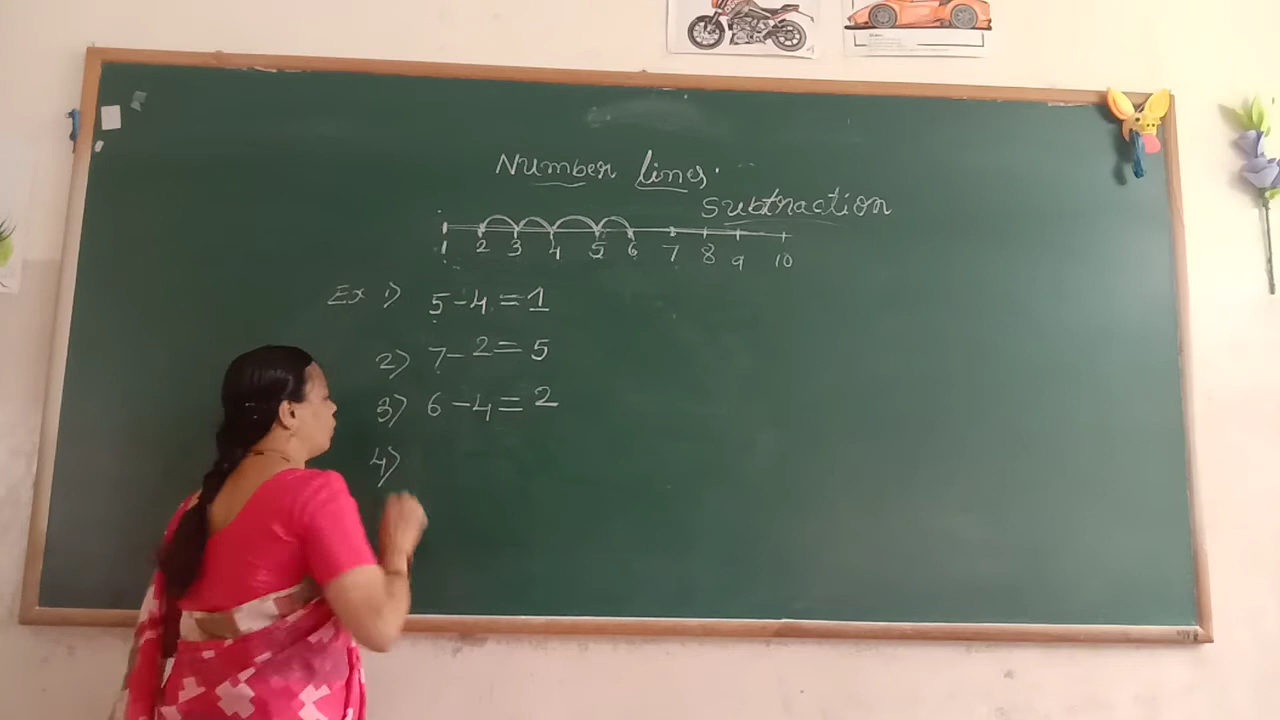 Number lines.
Subtraction
1 2 3 4 5 6 7 8 9 10
Ex 1) 5-4=1
2) 7-2=5
3) 6-4=2
4)